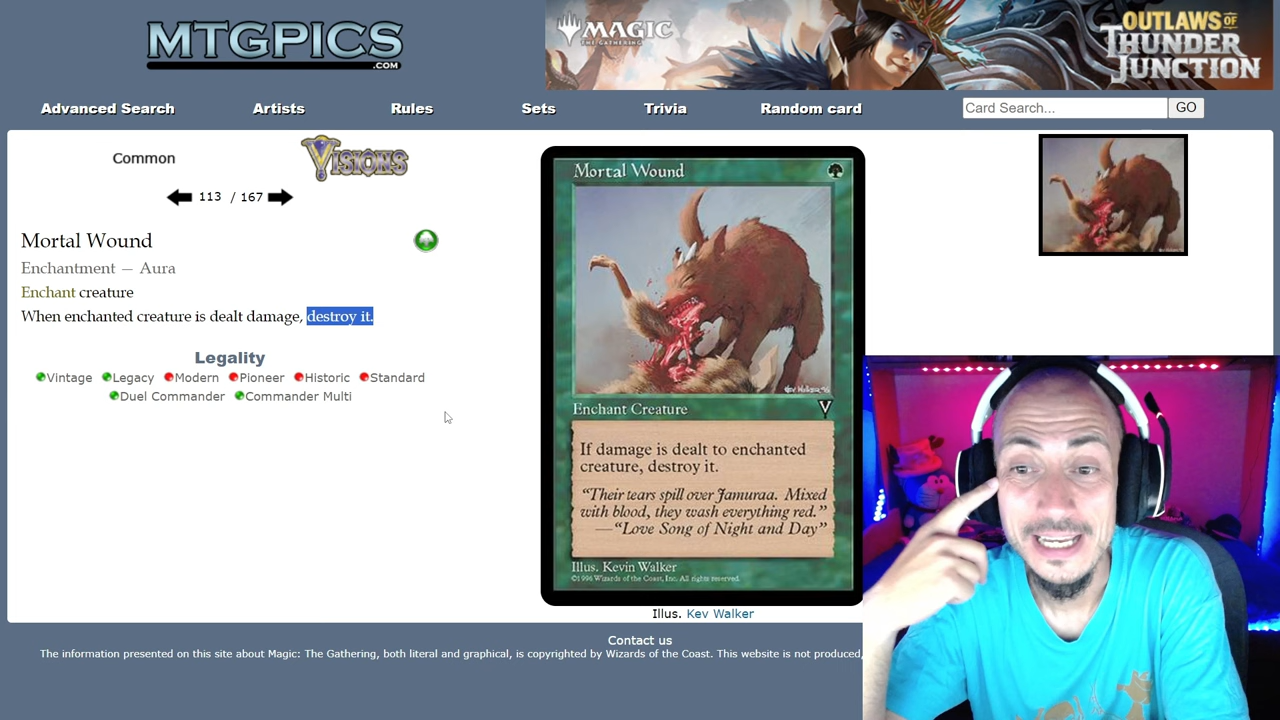 MTGPICS
.COM
MAGIC
THE GATHERING
OUTLAWS OF
THUNDER
JUNCTION
Advanced Search Artists Rules Sets Trivia Random card Card Search... GO
Common
VISIONS
113 / 167
Mortal Wound
Enchantment — Aura
Enchant creature
When enchanted creature is dealt damage, destroy it.
Legality
Vintage Legacy Modern Pioneer Historic Standard
Duel Commander Commander Multi
Mortal Wound
Enchant Creature
If damage is dealt to enchanted
creature, destroy it.
“Their tears spill over Jamuraa. Mixed
with blood, they wash everything red.”
—“Love Song of Night and Day”
Illus. Kevin Walker
©1996 Wizards of the Coast, Inc. All rights reserved.
Illus. Kev Walker
Contact us
The information presented on this site about Magic: The Gathering, both literal and graphical, is copyrighted by Wizards of the Coast. This website is not produced,